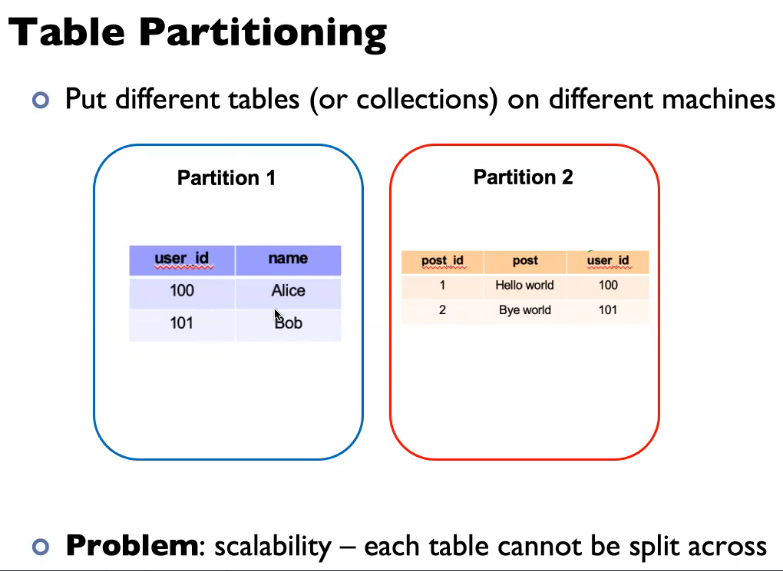 Table Partitioning
Put different tables (or collections) on different machines
Partition 1
Partition 2
user_id name
100 Alice
101 Bob
post_id post user_id
1 Hello world 100
2 Bye world 101
Problem: scalability – each table cannot be split across